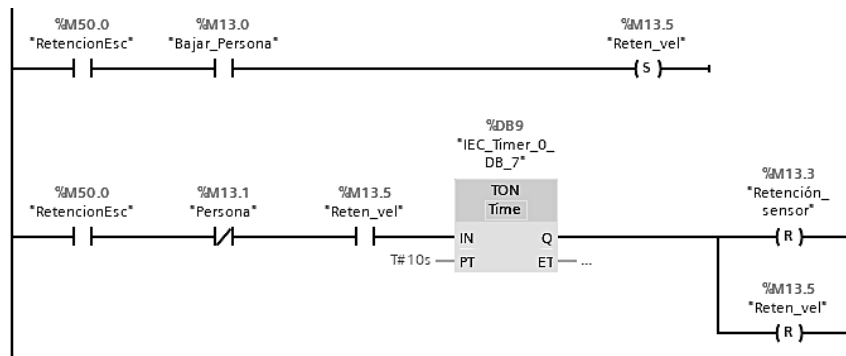 %M50.0 %M13.0 %M13.5
"RetencionEsc" "Bajar_Persona" "Reten_vel"
S
%DB9
"IEC_Timer_0_
DB_7"
%M50.0 %M13.1 %M13.5 TON %M13.3
"RetencionEsc" "Persona" "Reten_vel" Time "Retención_
sensor"
IN Q R
T#10s PT ET ...
%M13.5
"Reten_vel"
R